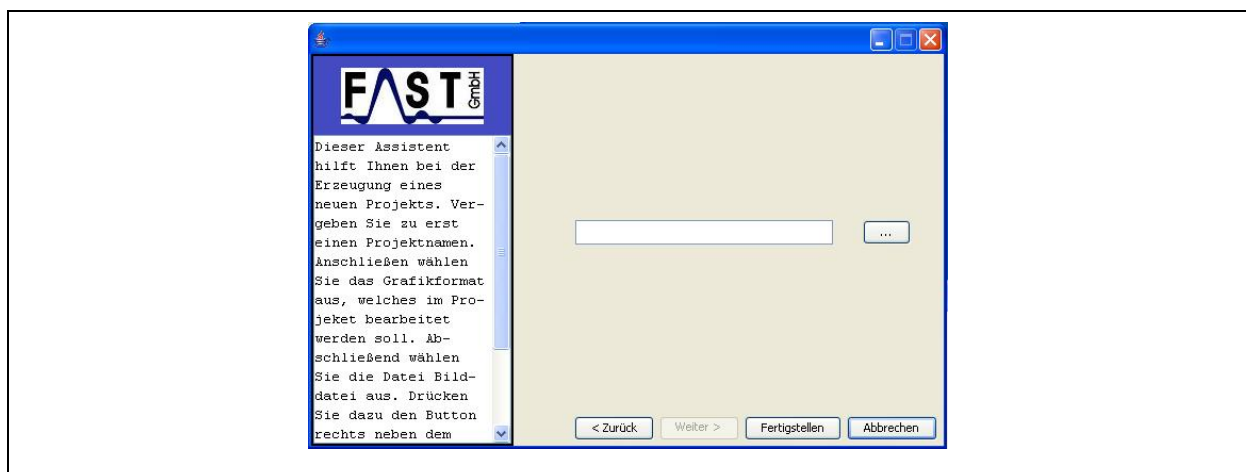 FAST GmbH
Dieser Assistent
hilft Ihnen bei der
Erzeugung eines
neuen Projekts. Ver-
geben Sie zu erst
einen Projektnamen.
Anschließen wählen
Sie das Grafikformat
aus, welches im Pro-
jeket bearbeitet
werden soll. Ab-
schließend wählen
Sie die Datei Bild-
datei aus. Drücken
Sie dazu den Button
rechts neben dem
...
< Zurück Weiter > Fertigstellen Abbrechen